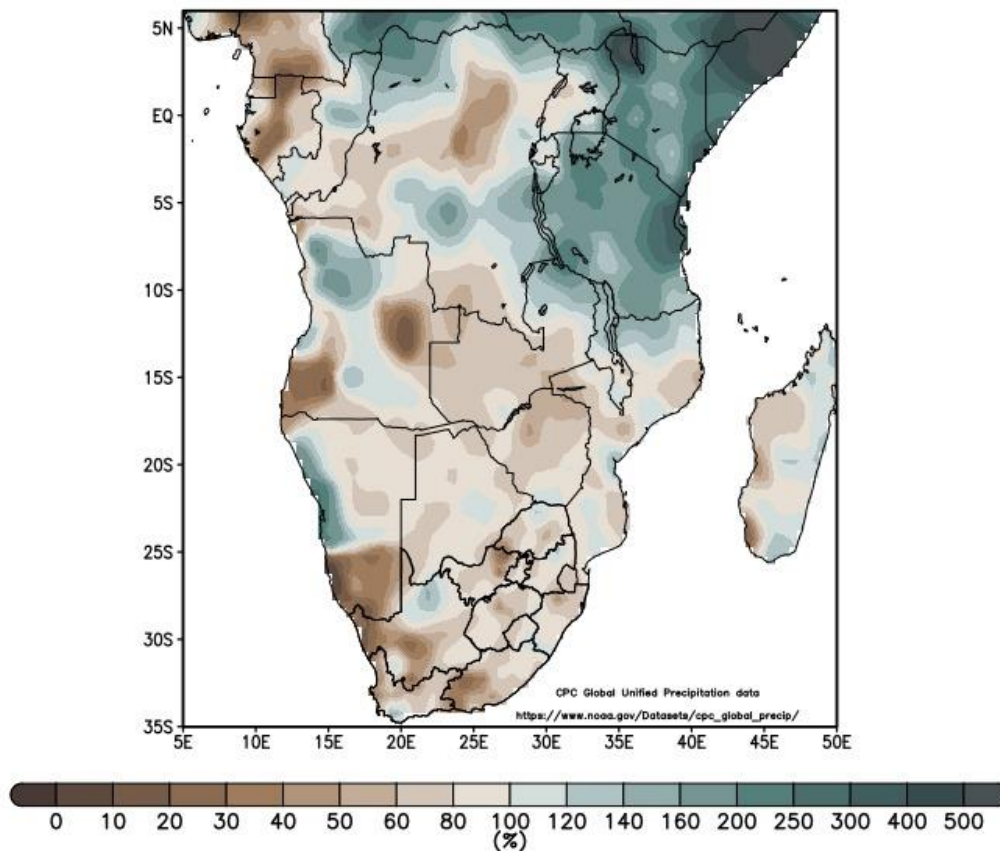 5N
EQ
5S
10S
15S
20S
25S
30S
CPC Global Unified Precipitation data
https://www.noaa.gov/Datasets/cpc_global_precip/
35S
5E 10E 15E 20E 25E 30E 35E 40E 45E 50E
0 10 20 30 40 50 60 80 100 110 120 140 160 200 250 300 400 500
(%)